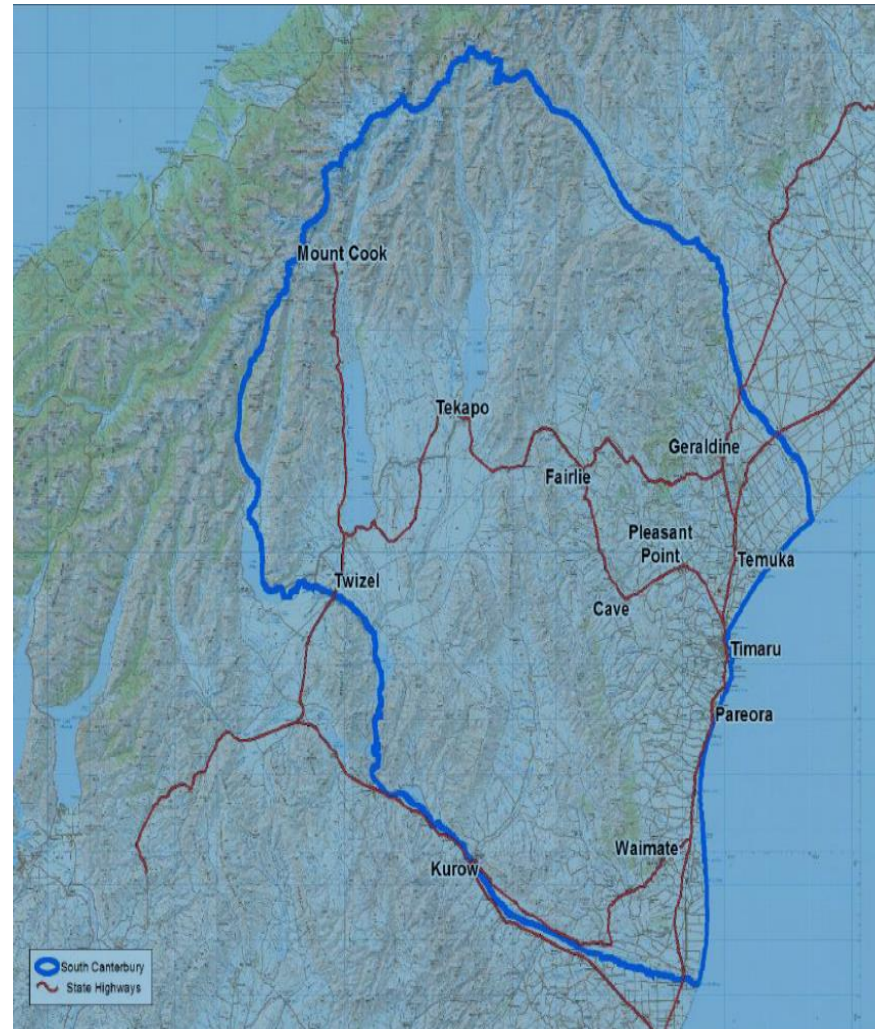 Mount Cook
Tekapo
Geraldine
Fairlie
Pleasant
Point
Temuka
Twizel
Cave
Timaru
Pareora
Waimate
Kurow
South Canterbury
State Highways